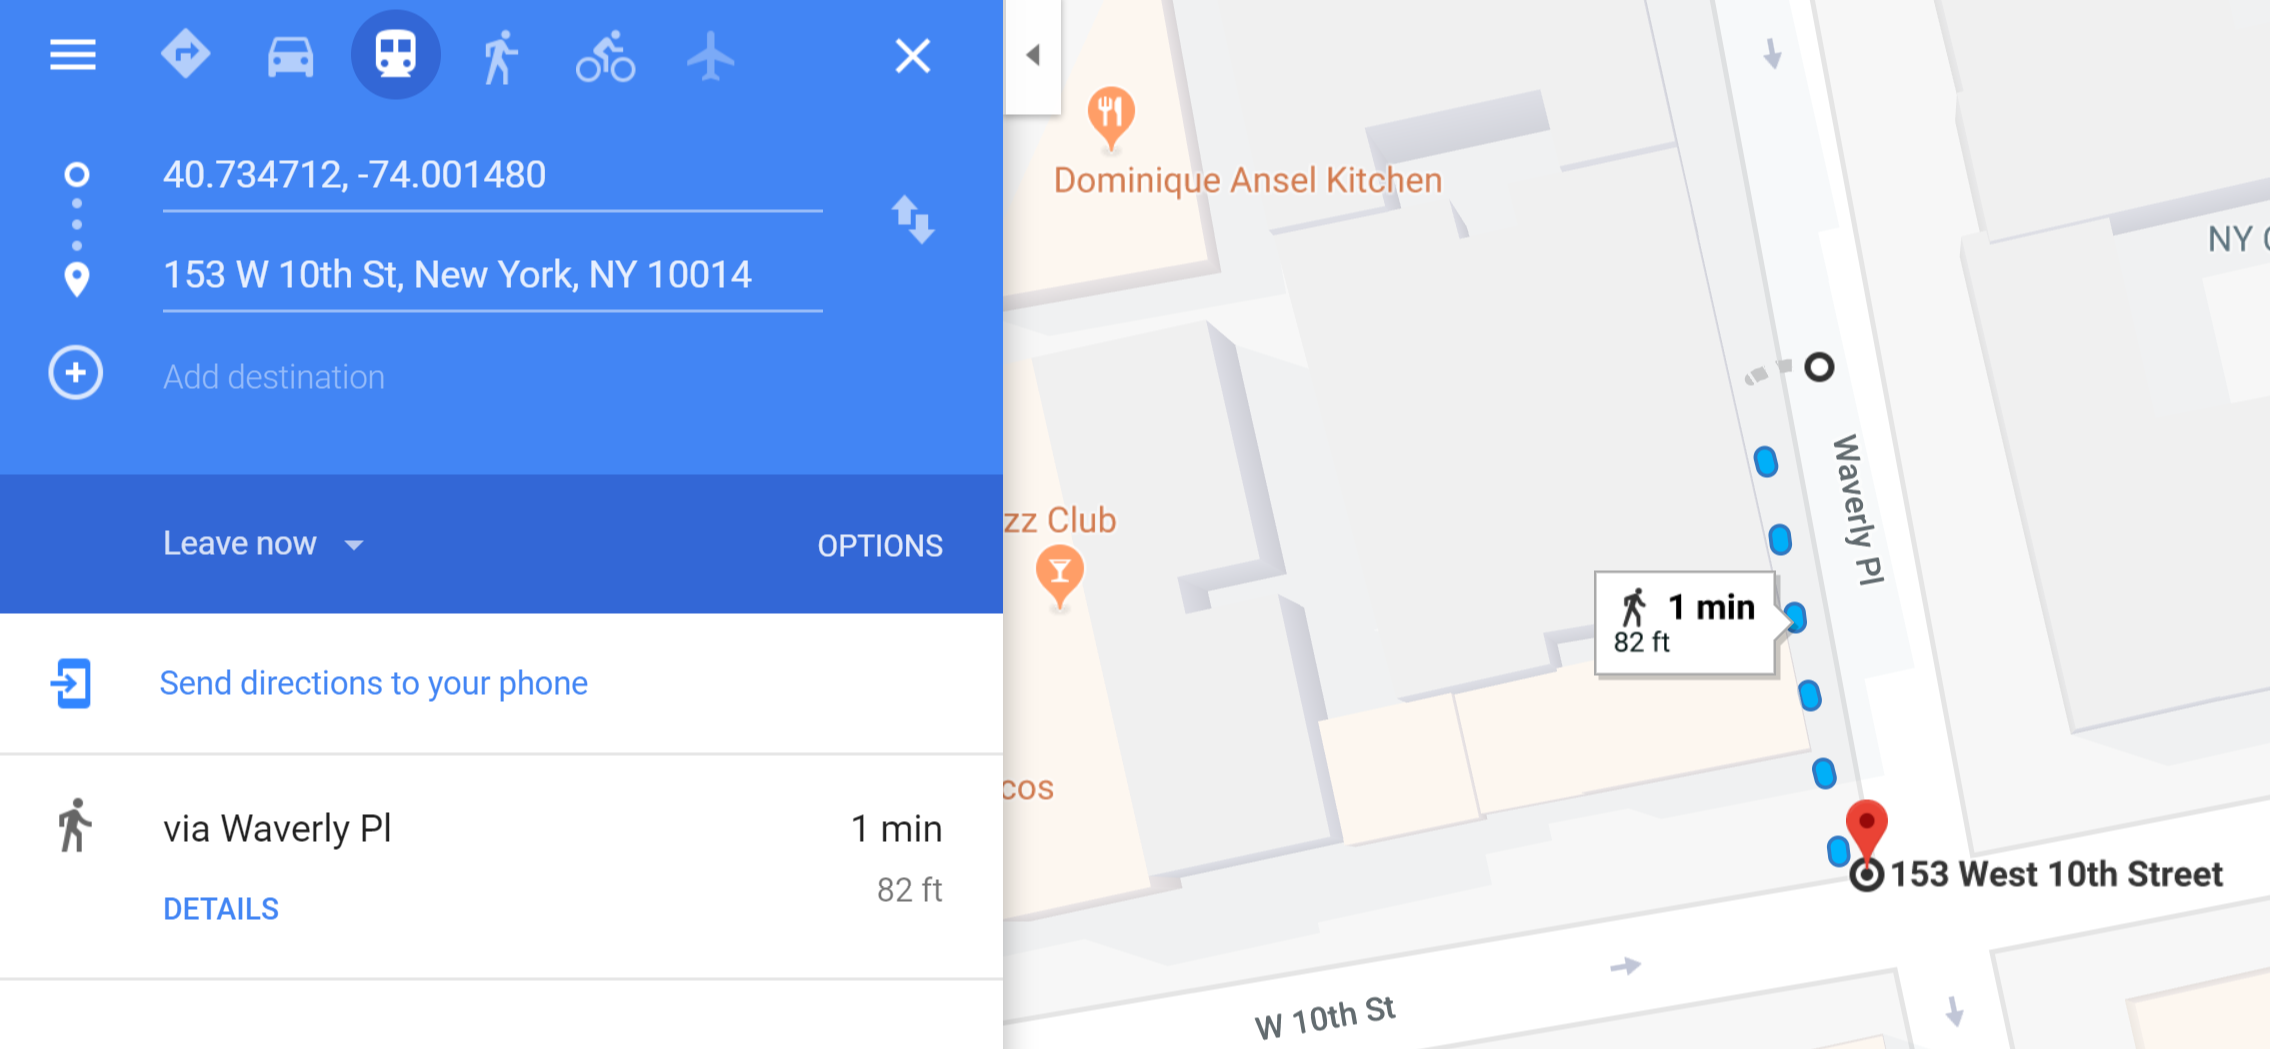 40.734712, -74.001480
153 W 10th St, New York, NY 10014
Add destination
Leave now
OPTIONS
Send directions to your phone
via Waverly Pl
1 min
82 ft
DETAILS
Dominique Ansel Kitchen
NY
zz Club
Waverly Pl
1 min
82 ft
cos
153 West 10th Street
W 10th St